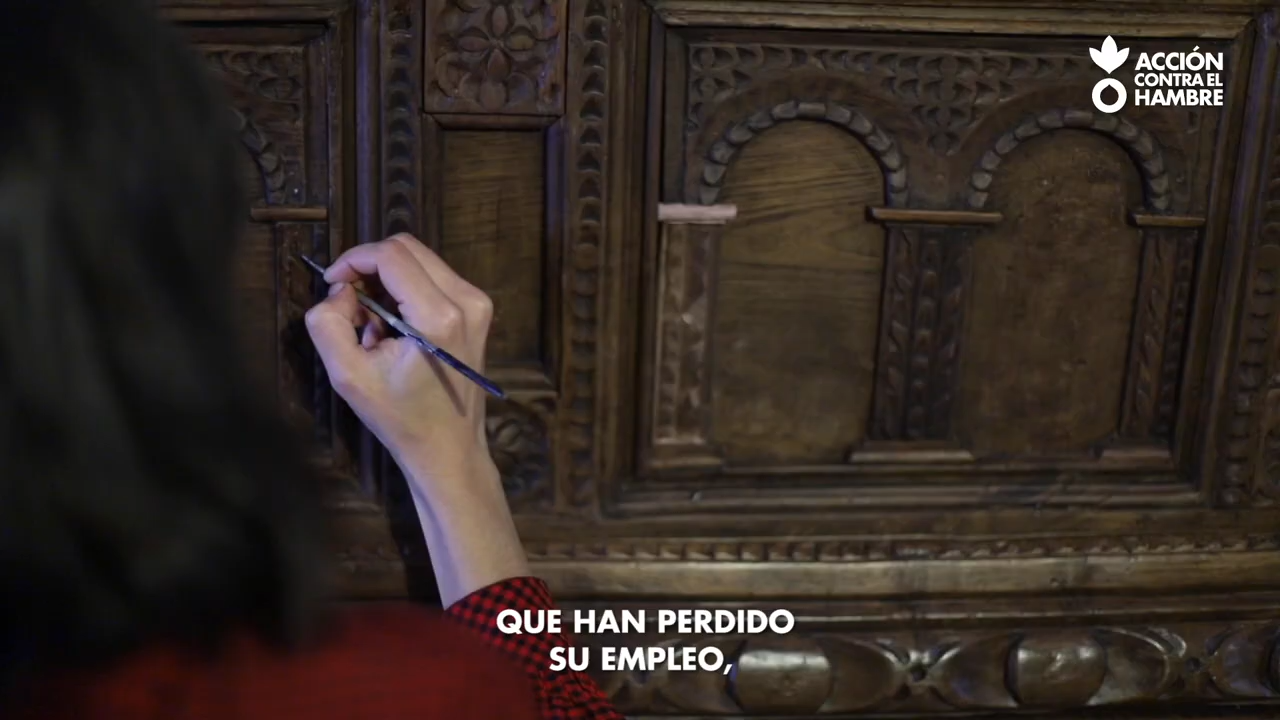 ACCIÓN
CONTRA EL
HAMBRE
QUE HAN PERDIDO
SU EMPLEO,